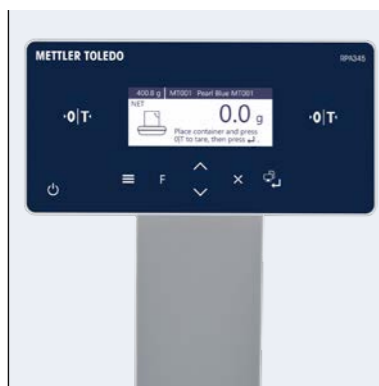 METTLER TOLEDO
RPA345
400.8 g MT001 Pearl Blue MT001
NET
0.0 g
Place container and press
0|T to tare, then press ↵.
·0|T·
·0|T·
F